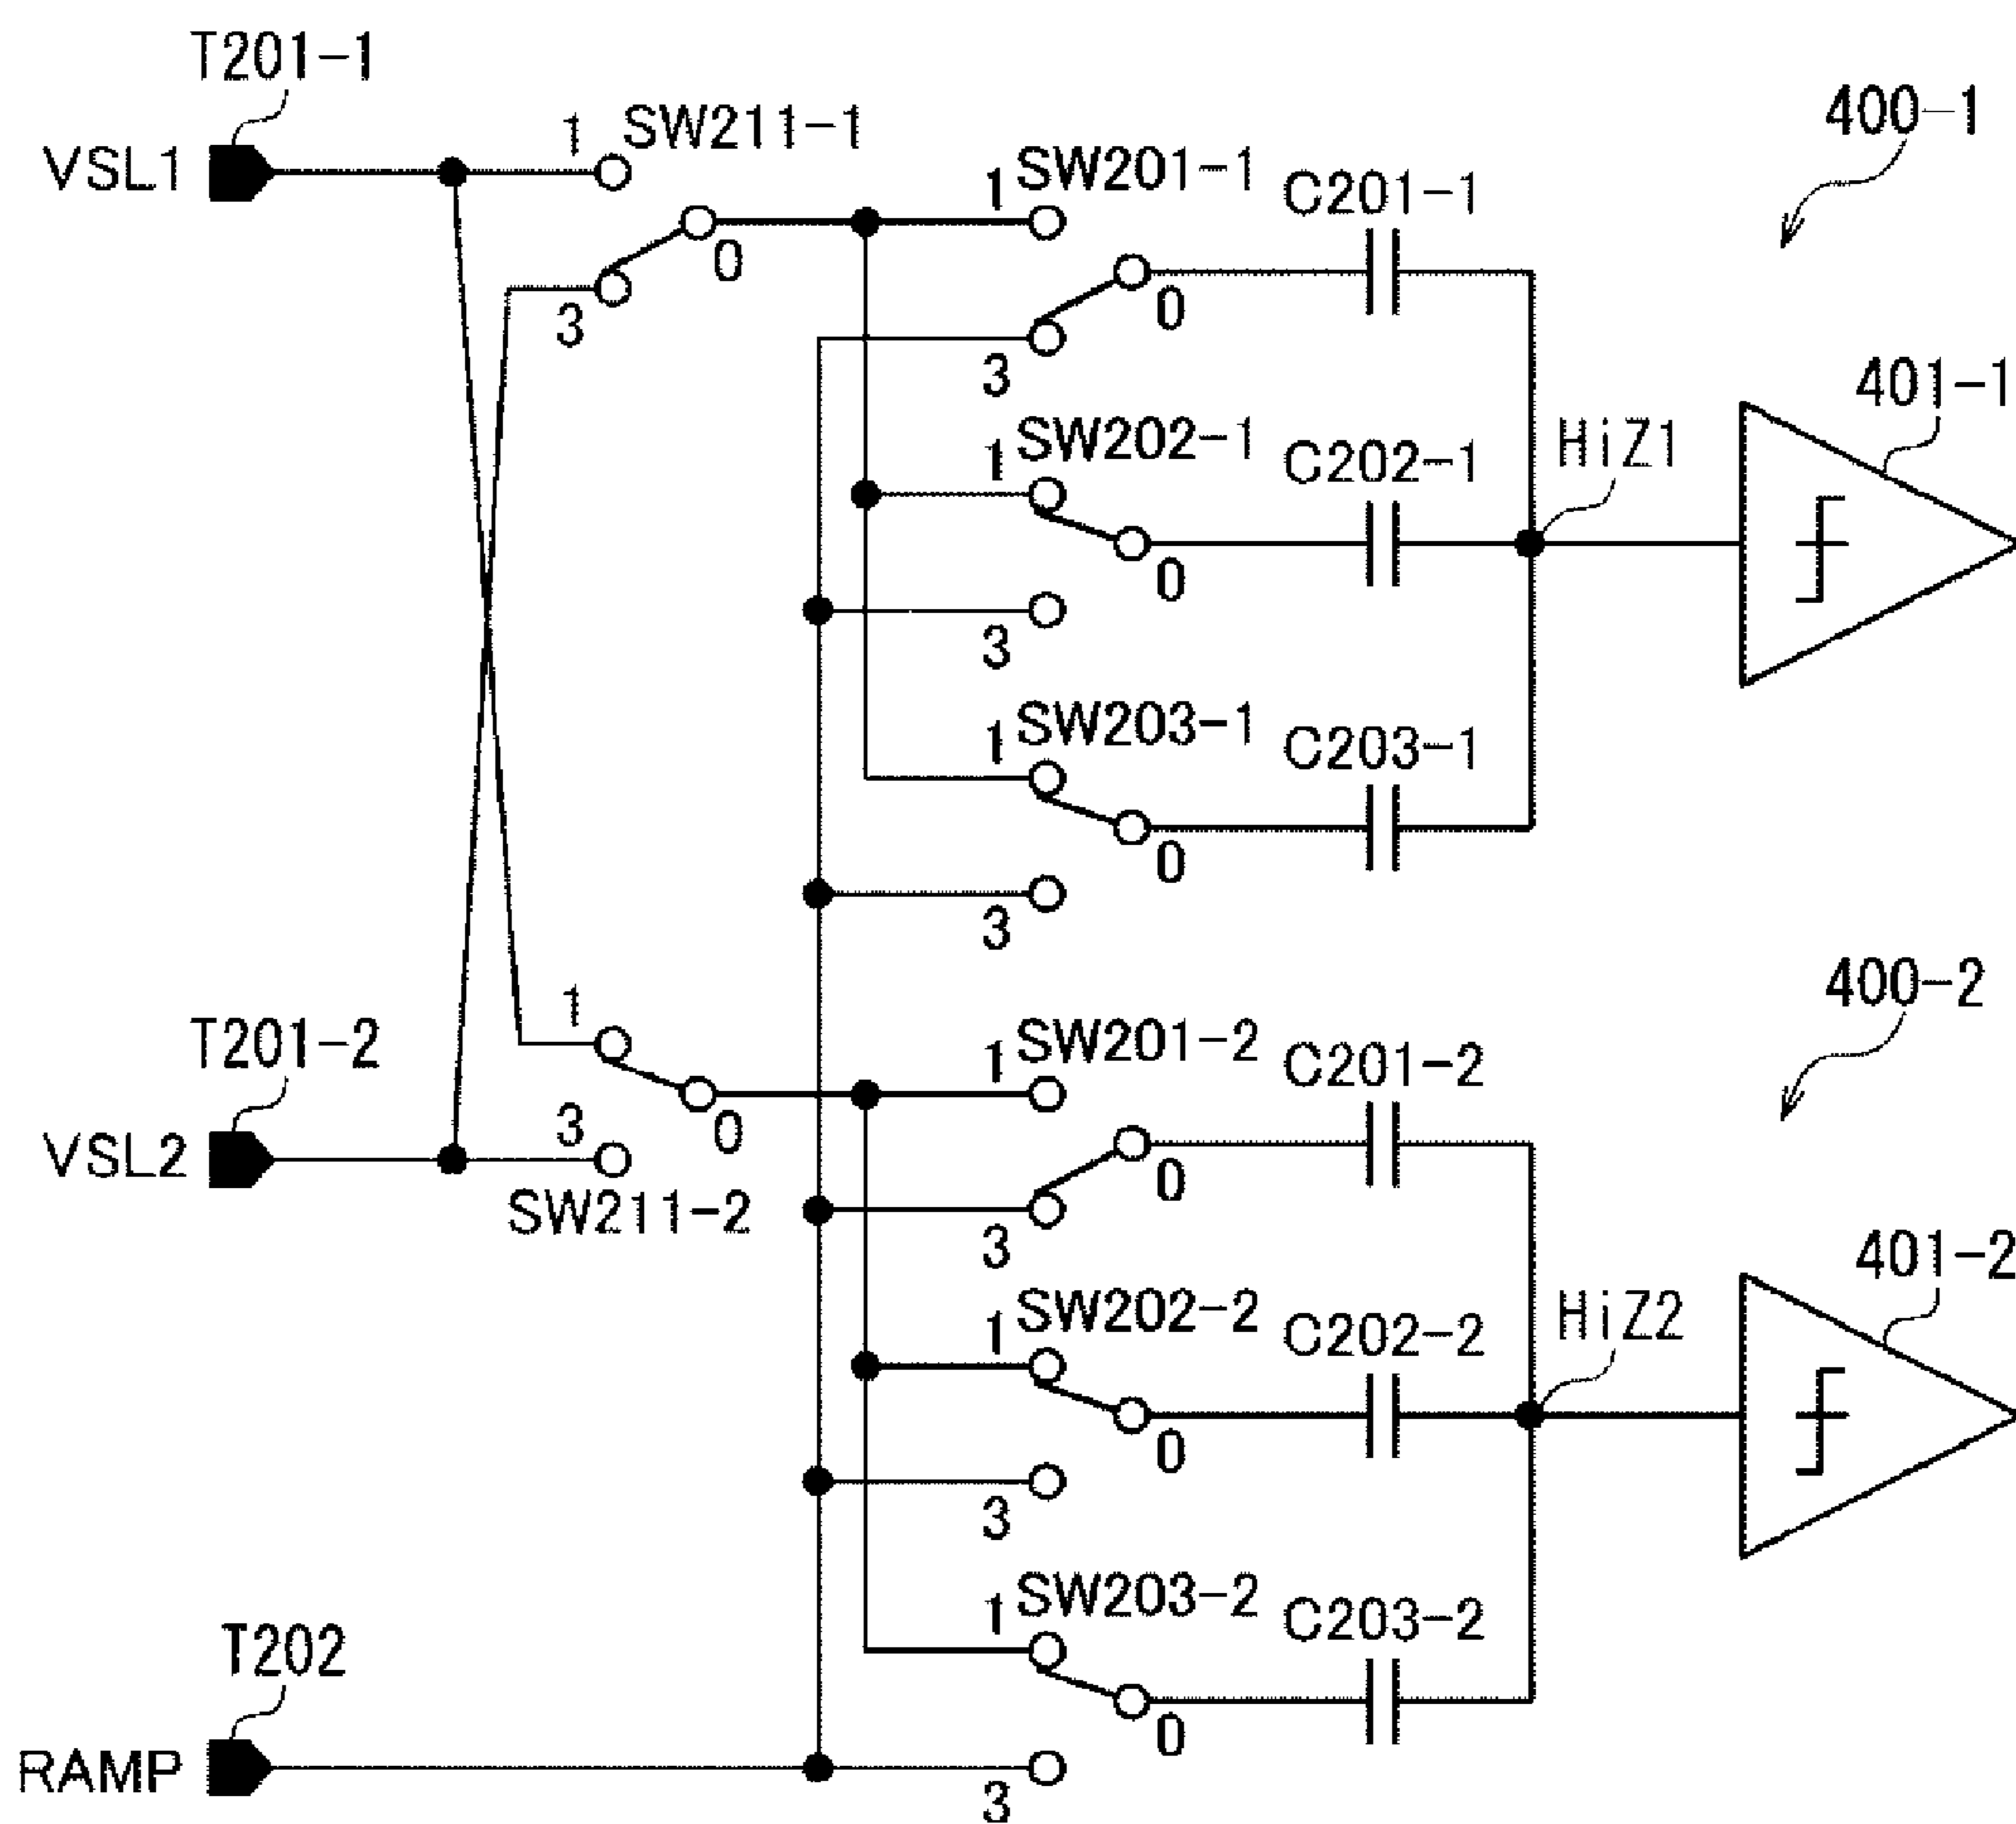 T201-1
VSL1
1
SW211-1
0
3
1
SW201-1
C201-1
400-1
0
3
1
SW202-1
C202-1
HiZ1
401-1
0
3
1
SW203-1
C203-1
0
3
T201-2
VSL2
1
0
3
SW211-2
1
SW201-2
C201-2
400-2
0
3
1
SW202-2
C202-2
HiZ2
401-2
0
3
1
SW203-2
C203-2
0
3
T202
RAMP